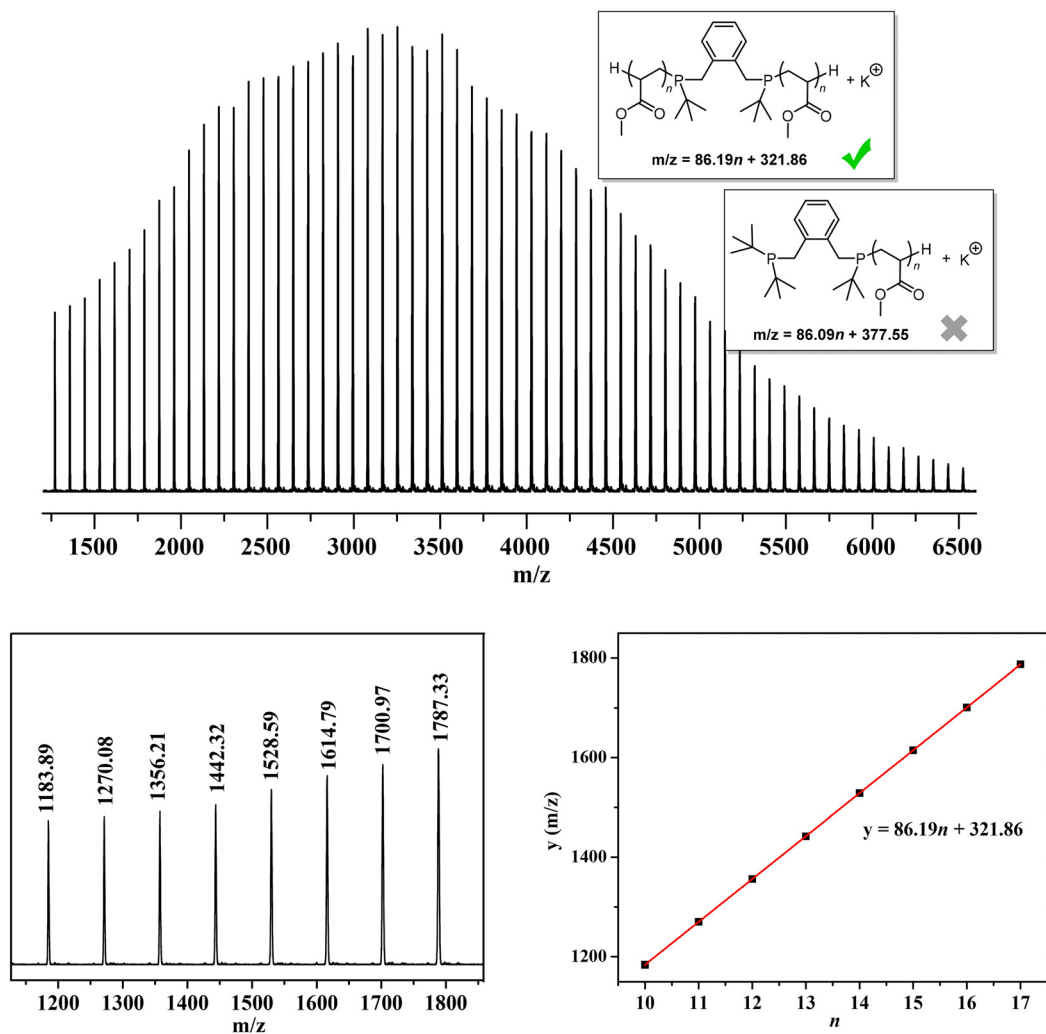 H
n
P
P
n
H
+ K⊕
O
O
O
O
m/z = 86.19n + 321.86
P
P
n
H
+ K⊕
O
O
m/z = 86.09n + 377.55
1500 2000 2500 3000 3500 4000 4500 5000 5500 6000 6500
m/z
1183.89
1270.08
1356.21
1442.32
1528.59
1614.79
1700.97
1787.33
1200 1300 1400 1500 1600 1700 1800
m/z
y (m/z)
1800
1600
1400
1200
y = 86.19n + 321.86
10 11 12 13 14 15 16 17
n